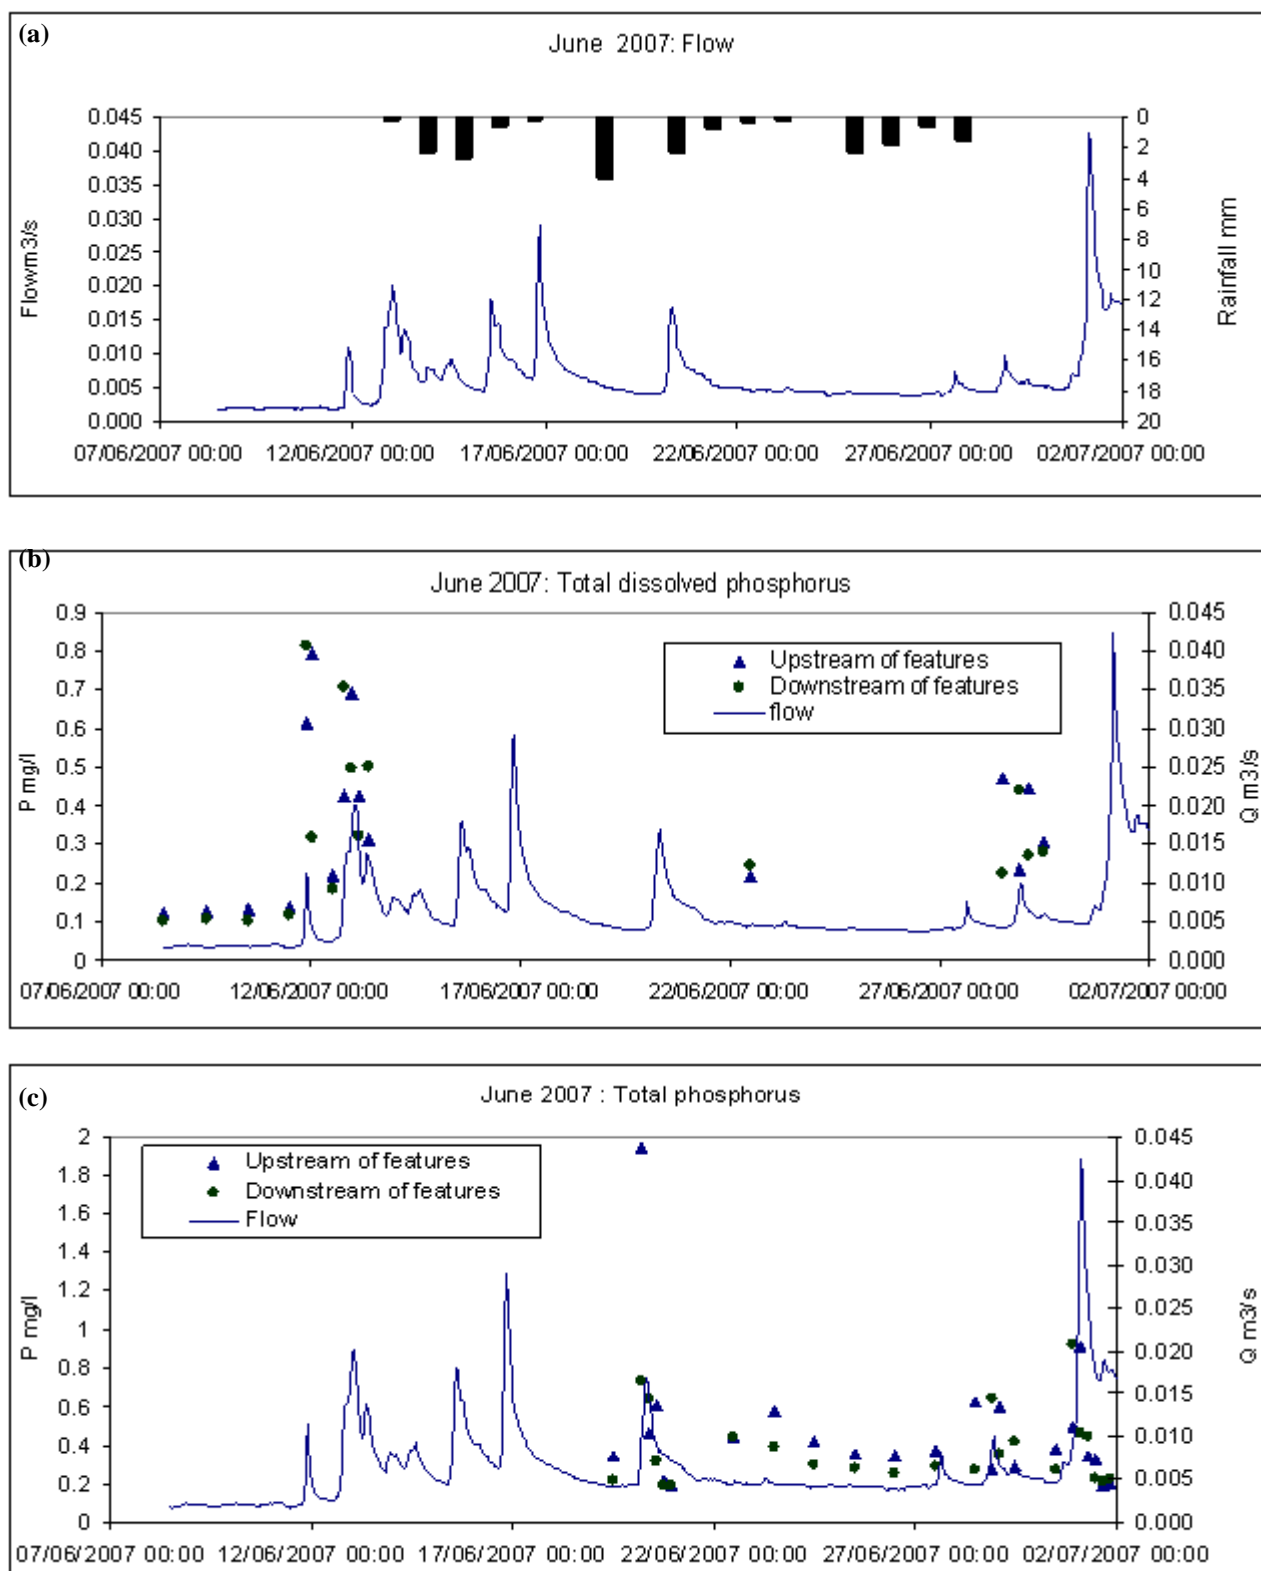 (a)
June 2007: Flow
0.045
0.040
0.035
0.030
0.025
0.020
0.015
0.010
0.005
0.000
Flowm3/s
0
2
4
6
8
10
12
14
16
18
20
Rainfall mm
07/06/2007 00:00 12/06/2007 00:00 17/06/2007 00:00 22/06/2007 00:00 27/06/2007 00:00 02/07/2007 00:00
(b)
June 2007: Total dissolved phosphorus
0.9
0.8
0.7
0.6
0.5
0.4
0.3
0.2
0.1
0
P mg/l
Upstream of features
Downstream of features
flow
0.045
0.040
0.035
0.030
0.025
0.020
0.015
0.010
0.005
0.000
Q m3/s
07/06/2007 00:00 12/06/2007 00:00 17/06/2007 00:00 22/06/2007 00:00 27/06/2007 00:00 02/07/2007 00:00
(c)
June 2007 : Total phosphorus
2
1.8
1.6
1.4
1.2
1
0.8
0.6
0.4
0.2
0
P mg/l
Upstream of features
Downstream of features
Flow
0.045
0.040
0.035
0.030
0.025
0.020
0.015
0.010
0.005
0.000
Q m3/s
07/06/2007 00:00 12/06/2007 00:00 17/06/2007 00:00 22/06/2007 00:00 27/06/2007 00:00 02/07/2007 00:00